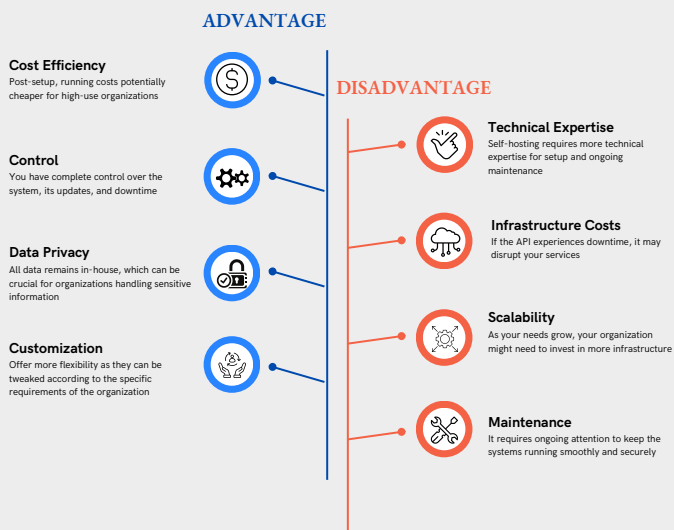 ADVANTAGE
Cost Efficiency
Post-setup, running costs potentially
cheaper for high-use organizations
Control
You have complete control over the
system, its updates, and downtime
Data Privacy
All data remains in-house, which can be
crucial for organizations handling sensitive
information
Customization
Offer more flexibility as they can be
tweaked according to the specific
requirements of the organization
DISADVANTAGE
Technical Expertise
Self-hosting requires more technical
expertise for setup and ongoing
maintenance
Infrastructure Costs
If the API experiences downtime, it may
disrupt your services
Scalability
As your needs grow, your organization
might need to invest in more infrastructure
Maintenance
It requires ongoing attention to keep the
systems running smoothly and securely